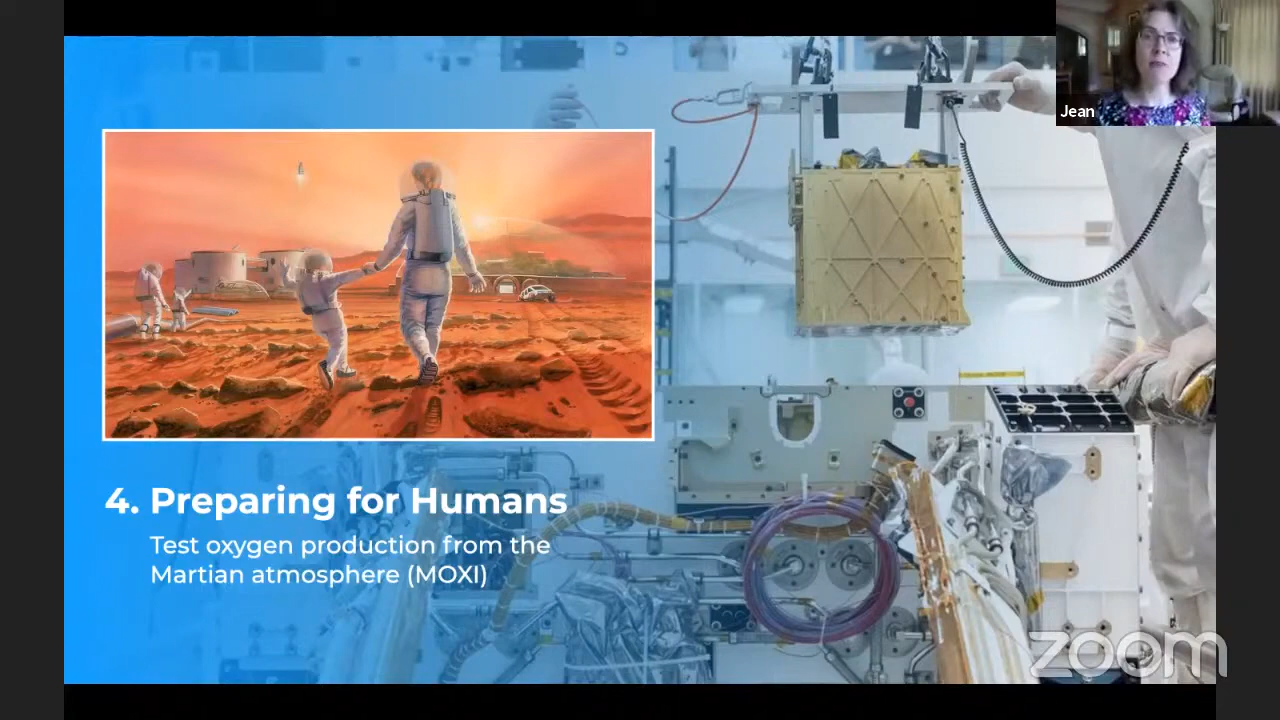 Jean
4. Preparing for Humans
Test oxygen production from the
Martian atmosphere (MOXI)
zoom